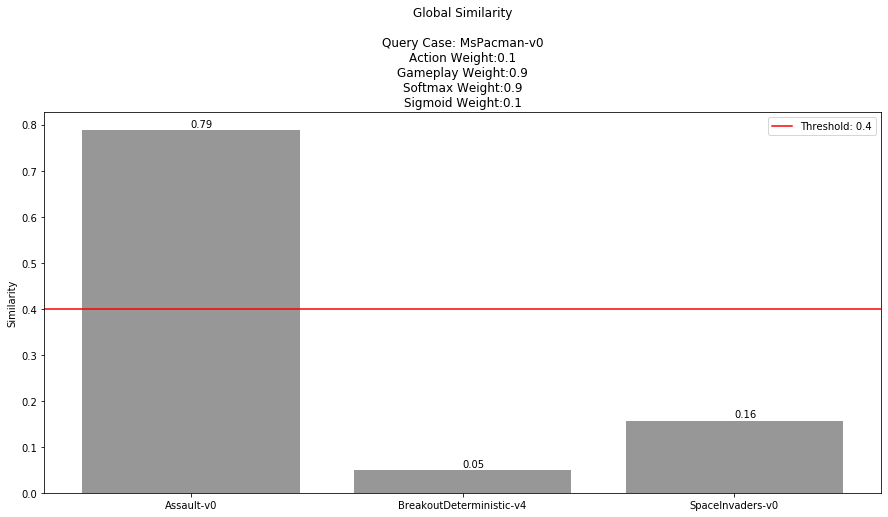 Global Similarity
Query Case: MsPacman-v0
Action Weight:0.1
Gameplay Weight:0.9
Softmax Weight:0.9
Sigmoid Weight:0.1
Threshold: 0.4
Similarity
0.8
0.7
0.6
0.5
0.4
0.3
0.2
0.1
0.0
0.79
0.05
0.16
Assault-v0
BreakoutDeterministic-v4
SpaceInvaders-v0